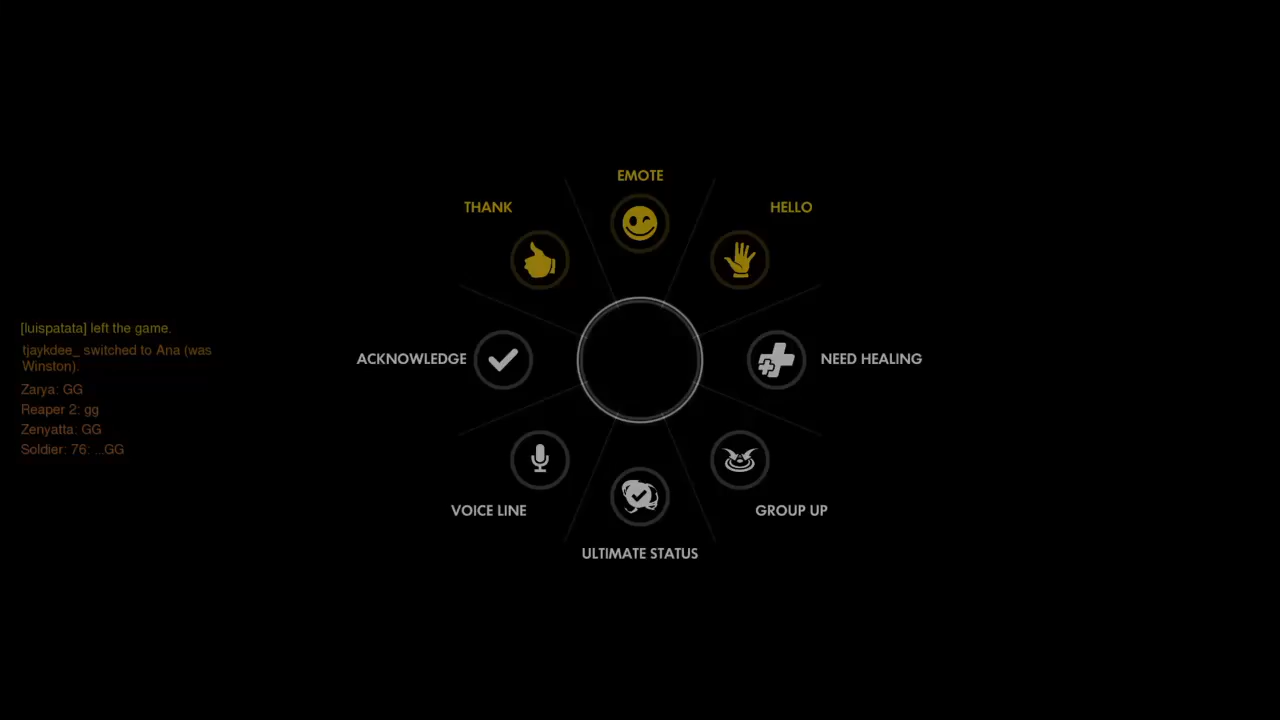 EMOTE
THANK
HELLO
[luispatata] left the game.
tjaykdee_ switched to Ana (was
Winston).
ACKNOWLEDGE
NEED HEALING
Zarya: GG
Reaper 2: gg
Zenyatta: GG
Soldier: 76: ...GG
VOICE LINE
GROUP UP
ULTIMATE STATUS